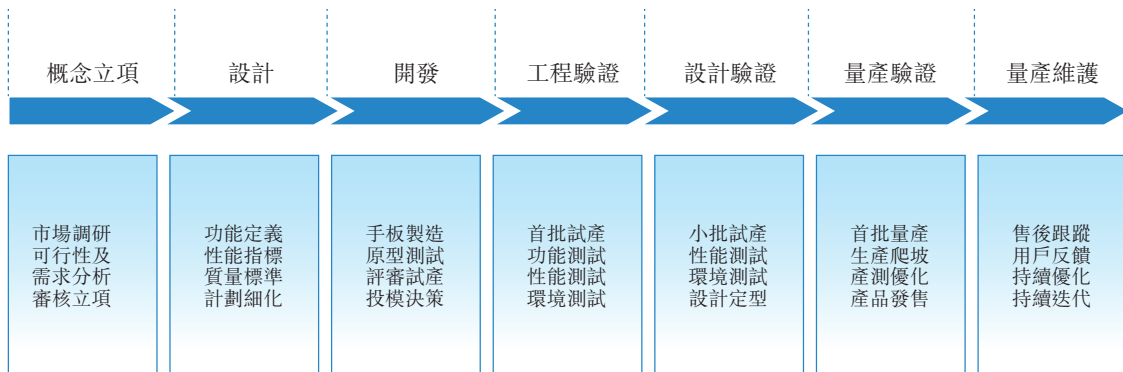 概念立項
設計
開發
工程驗證
設計驗證
量產驗證
量產維護
市場調研
可行性及
需求分析
審核立項
功能定義
性能指標
質量標準
計劃細化
手板製造
原型測試
評審試產
投模決策
首批試產
功能測試
性能測試
環境測試
小批試產
性能測試
環境測試
設計定型
首批量產
生產爬坡
產測優化
產品發售
售後跟蹤
用戶反饋
持續優化
持續迭代